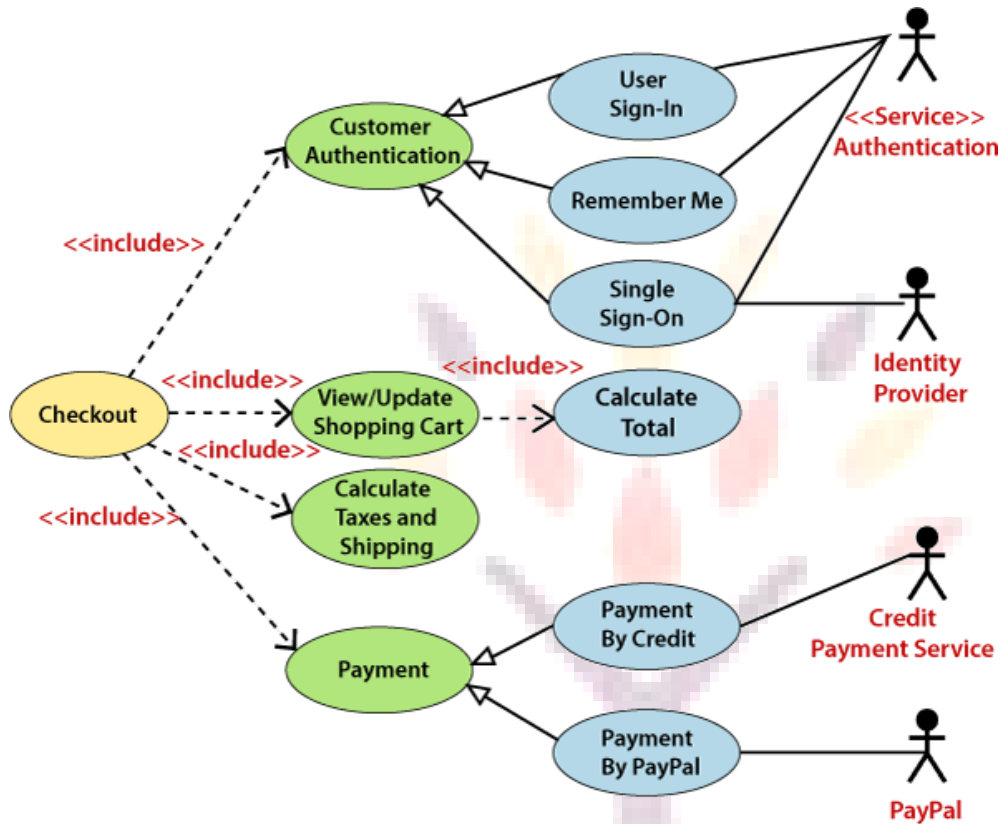 User
Sign-In
<<Service>>
Authentication
Customer
Authentication
Remember Me
<<include>>
Single
Sign-On
Identity
Provider
<<include>>
<<include>>
Checkout
View/Update
Shopping Cart
Calculate
Total
<<include>>
Calculate
Taxes and
Shipping
<<include>>
Payment
By Credit
Credit
Payment Service
Payment
Payment
By PayPal
PayPal